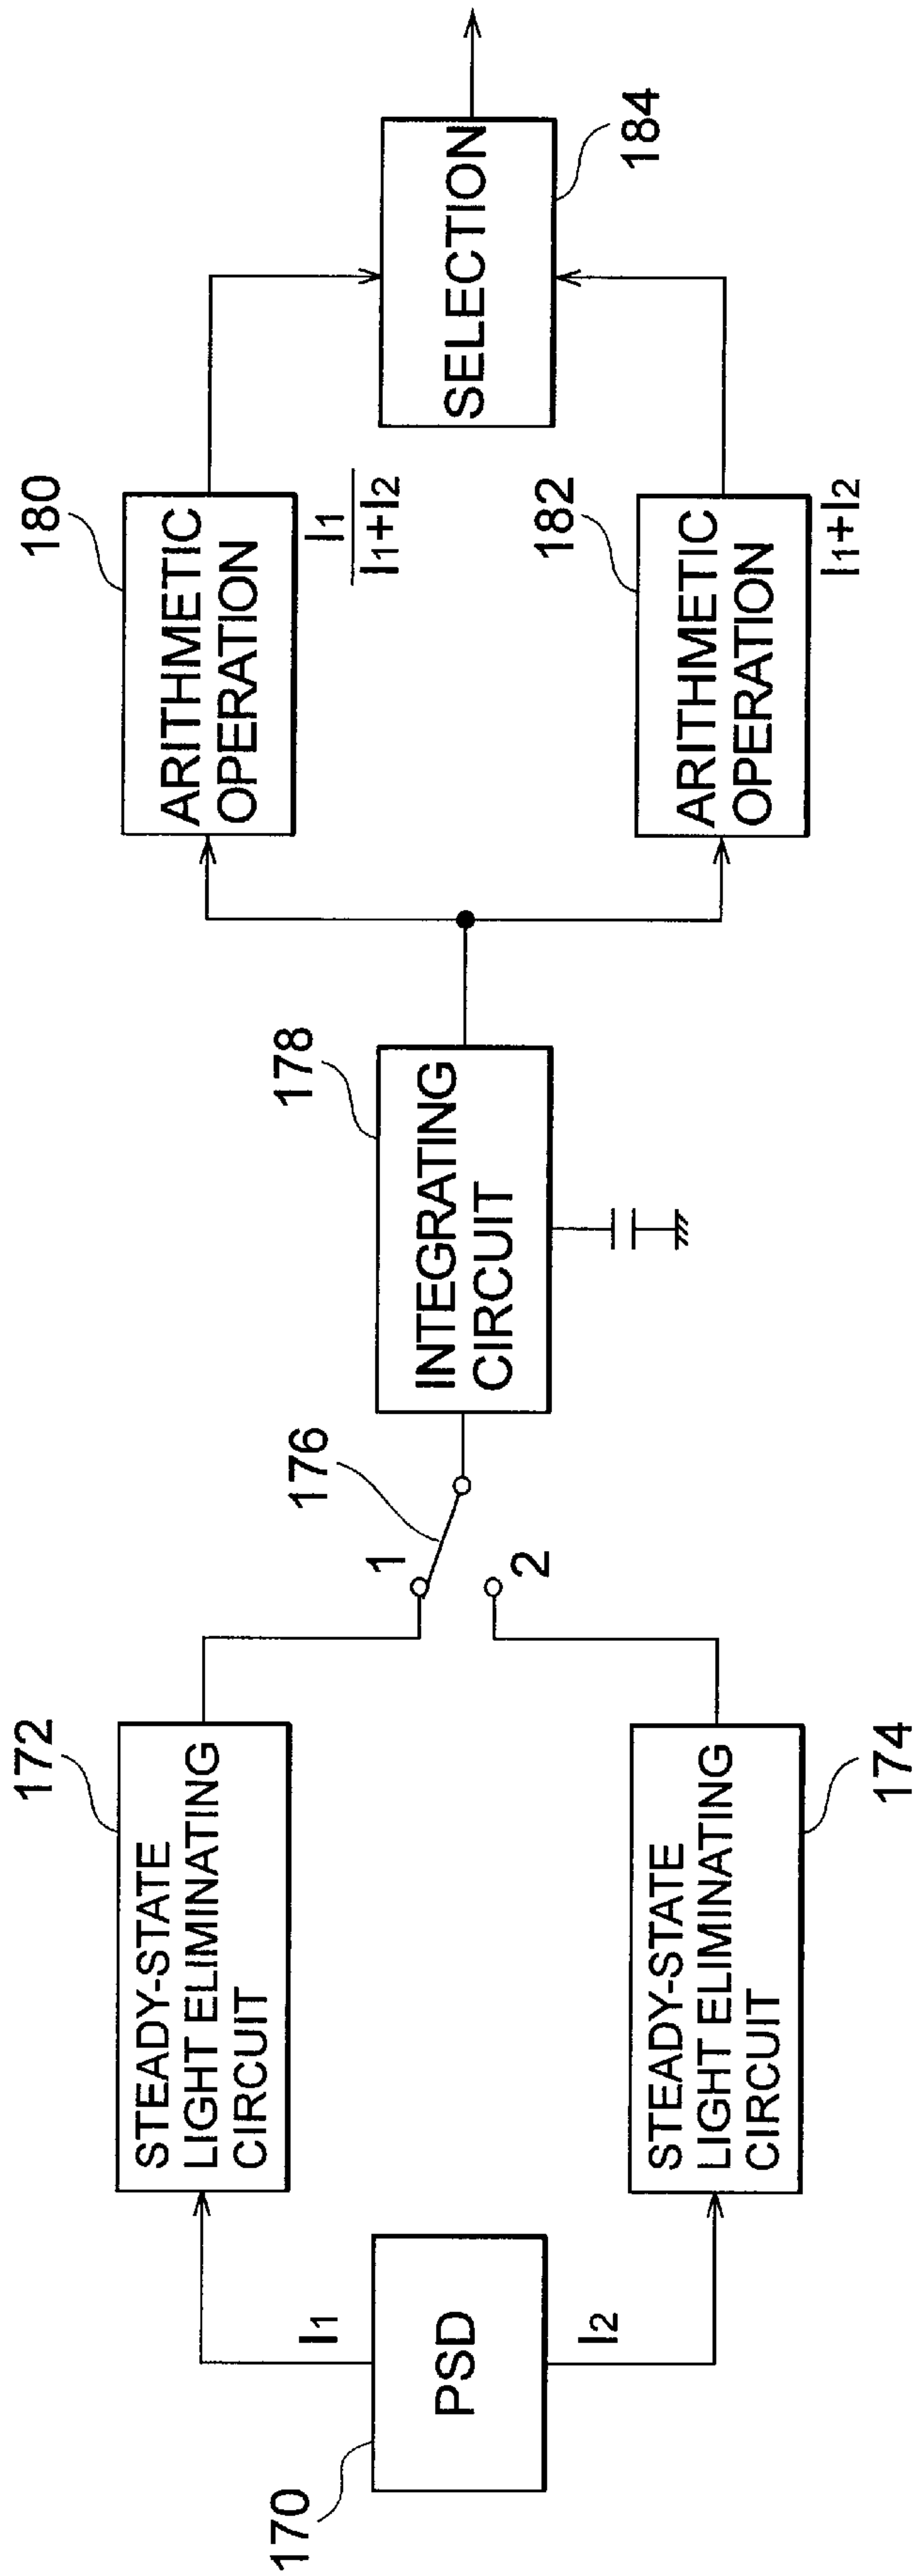 170
PSD
I1
I2
172
STEADY-STATE
LIGHT ELIMINATING
CIRCUIT
STEADY-STATE
LIGHT ELIMINATING
CIRCUIT
174
1
2
176
178
INTEGRATING
CIRCUIT
180
ARITHMETIC
OPERATION
I1
I1+I2
182
ARITHMETIC
OPERATION
I1+I2
SELECTION
184